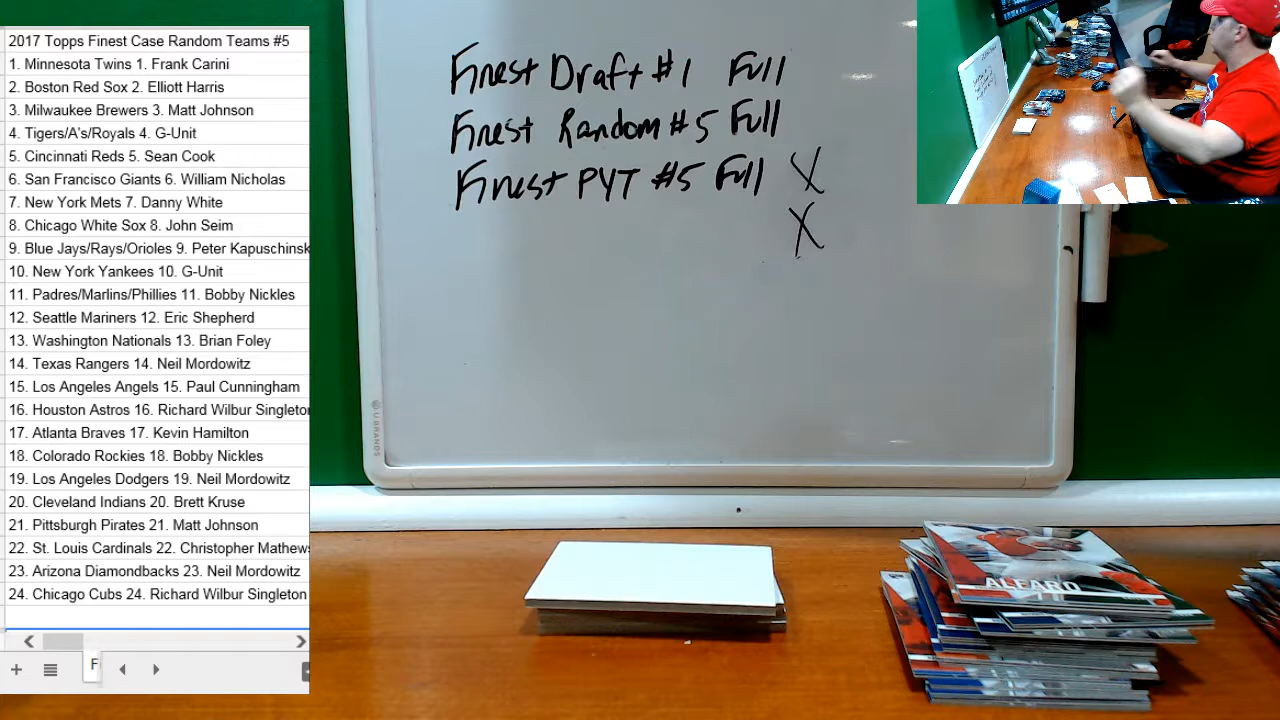 2017 Topps Finest Case Random Teams #5
1. Minnesota Twins 1. Frank Carini
2. Boston Red Sox 2. Elliott Harris
3. Milwaukee Brewers 3. Matt Johnson
4. Tigers/A's/Royals 4. G-Unit
5. Cincinnati Reds 5. Sean Cook
6. San Francisco Giants 6. William Nicholas
7. New York Mets 7. Danny White
8. Chicago White Sox 8. John Seim
9. Blue Jays/Rays/Orioles 9. Peter Kapuschinsk
10. New York Yankees 10. G-Unit
11. Padres/Marlins/Phillies 11. Bobby Nickles
12. Seattle Mariners 12. Eric Shepherd
13. Washington Nationals 13. Brian Foley
14. Texas Rangers 14. Neil Mordowitz
15. Los Angeles Angels 15. Paul Cunningham
16. Houston Astros 16. Richard Wilbur Singleton
17. Atlanta Braves 17. Kevin Hamilton
18. Colorado Rockies 18. Bobby Nickles
19. Los Angeles Dodgers 19. Neil Mordowitz
20. Cleveland Indians 20. Brett Kruse
21. Pittsburgh Pirates 21. Matt Johnson
22. St. Louis Cardinals 22. Christopher Mathews
23. Arizona Diamondbacks 23. Neil Mordowitz
24. Chicago Cubs 24. Richard Wilbur Singleton
F
Finest Draft #1 Full
Finest Random #5 Full
Finest PYT #5 Full X
X
UBRANDS
ALFARO